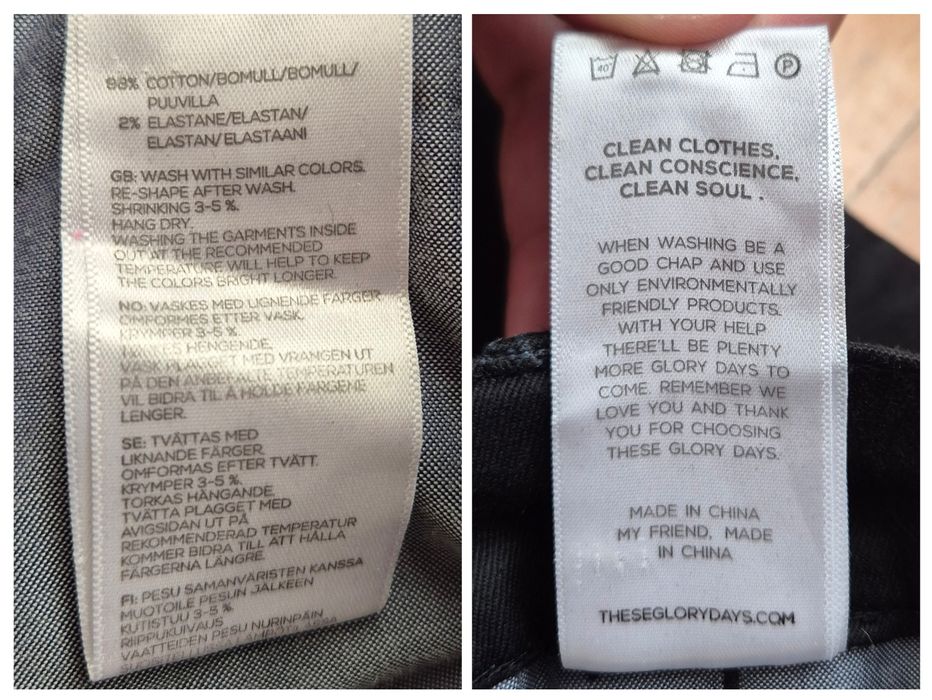 98% COTTON/BOMULL/BOMULL/
PUUVILLA
2% ELASTANE/ELASTAN/
ELASTAN/ELASTAANI
GB: WASH WITH SIMILAR COLORS.
RE-SHAPE AFTER WASH.
SHRINKING 3-5 %.
HANG DRY.
WASHING THE GARMENTS INSIDE
OUT AT THE RECOMMENDED
TEMPERATURE WILL HELP TO KEEP
THE COLORS BRIGHT LONGER.
NO: VASKES MED LIGNENDE FARGER
OMFORMES ETTER VASK.
KRYMPER 3-5 %.
TØRKES HENGENDE.
VASK PLAGGET MED VRANGEN UT
PÅ DEN ANBEFALTE TEMPERATUREN
VIL BIDRA TIL Å HOLDE FARGENE
LENGER.
SE: TVÄTTAS MED
LIKNANDE FÄRGER.
OMFORMAS EFTER TVÄTT.
KRYMPER 3-5 %.
TORKAS HÄNGANDE.
TVÄTTA PLAGGET MED
AVIGSIDAN UT PÅ
REKOMMENDERAD TEMPERATUR
KOMMER BIDRA TILL ATT HÅLLA
FÄRGERNA LÄNGRE.
FI: PESU SAMANVÄRISTEN KANSSA
MUOTOILE PESUN JÄLKEEN
KUTISTUU 3-5 %.
RIIPPUKUIVAUS
VAATTEIDEN PESU NURINPÄIN
40°
P
CLEAN CLOTHES,
CLEAN CONSCIENCE,
CLEAN SOUL .
WHEN WASHING BE A
GOOD CHAP AND USE
ONLY ENVIRONMENTALLY
FRIENDLY PRODUCTS.
WITH YOUR HELP
THERE'LL BE PLENTY
MORE GLORY DAYS TO
COME. REMEMBER WE
LOVE YOU AND THANK
YOU FOR CHOOSING
THESE GLORY DAYS.
MADE IN CHINA
MY FRIEND, MADE
IN CHINA
THESEGLORYDAYS.COM